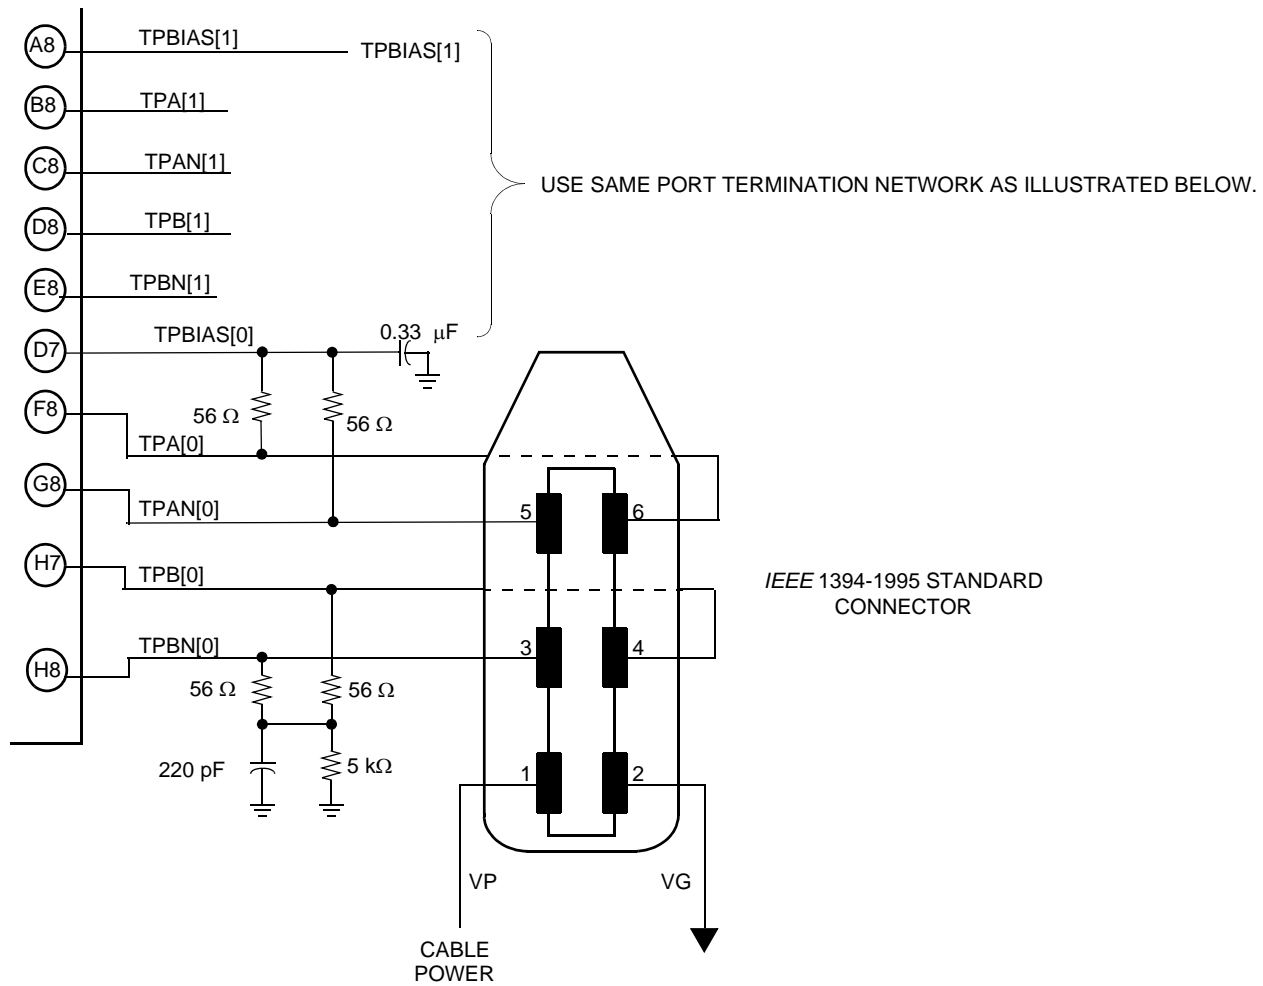 A8 TPBIAS[1] TPBIAS[1]
B8 TPA[1]
C8 TPAN[1]
USE SAME PORT TERMINATION NETWORK AS ILLUSTRATED BELOW.
D8 TPB[1]
E8 TPBN[1]
D7 TPBIAS[0] 0.33 μF
F8 56 Ω 56 Ω
TPA[0]
G8 TPAN[0] 5 6
H7 TPB[0]
IEEE 1394-1995 STANDARD
CONNECTOR
H8 TPBN[0] 3 4
56 Ω 56 Ω
220 pF 5 kΩ 1 2
VP VG
CABLE
POWER